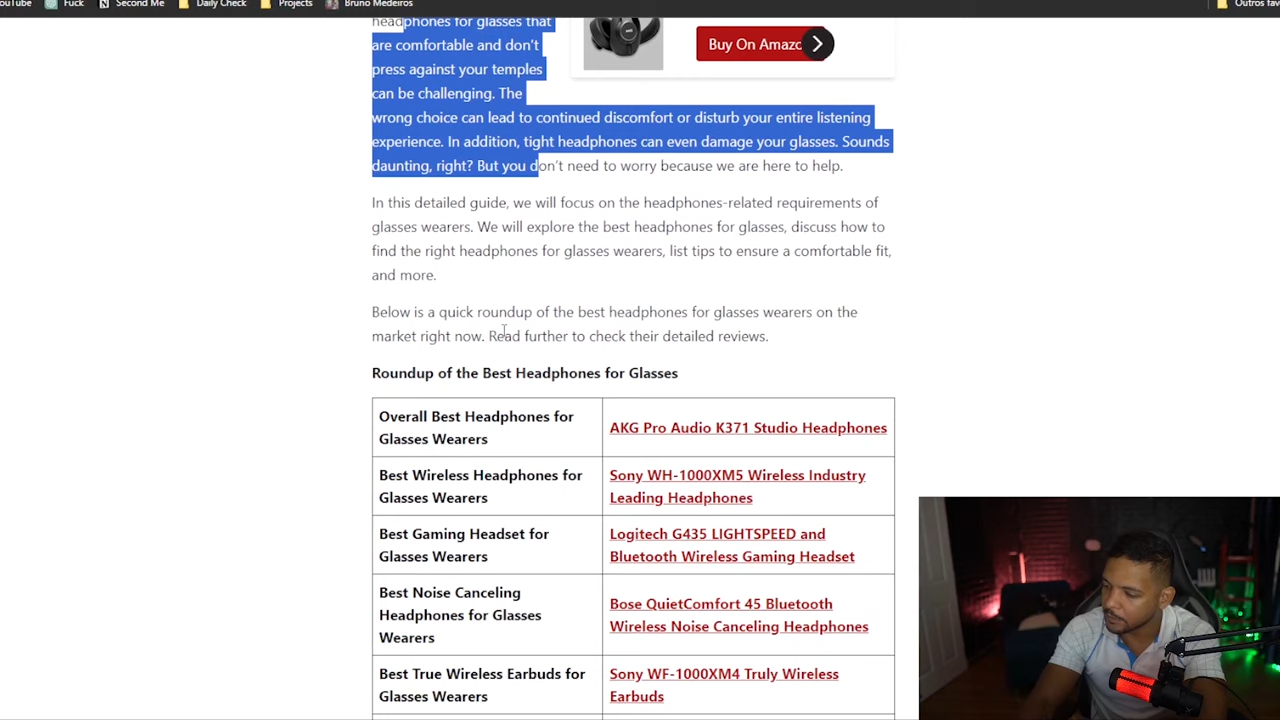 YouTube Fuck Second Me Daily Check Projects Bruno Medeiros Outros fav
headphones for glasses that
are comfortable and don't
press against your temples
can be challenging. The
wrong choice can lead to continued discomfort or disturb your entire listening
experience. In addition, tight headphones can even damage your glasses. Sounds
daunting, right? But you don't need to worry because we are here to help.
Buy On Amazo
In this detailed guide, we will focus on the headphones-related requirements of
glasses wearers. We will explore the best headphones for glasses, discuss how to
find the right headphones for glasses wearers, list tips to ensure a comfortable fit,
and more.
Below is a quick roundup of the best headphones for glasses wearers on the
market right now. Read further to check their detailed reviews.
Roundup of the Best Headphones for Glasses
Overall Best Headphones for
Glasses Wearers
AKG Pro Audio K371 Studio Headphones
Best Wireless Headphones for
Glasses Wearers
Sony WH-1000XM5 Wireless Industry
Leading Headphones
Best Gaming Headset for
Glasses Wearers
Logitech G435 LIGHTSPEED and
Bluetooth Wireless Gaming Headset
Best Noise Canceling
Headphones for Glasses
Wearers
Bose QuietComfort 45 Bluetooth
Wireless Noise Canceling Headphones
Best True Wireless Earbuds for
Glasses Wearers
Sony WF-1000XM4 Truly Wireless
Earbuds